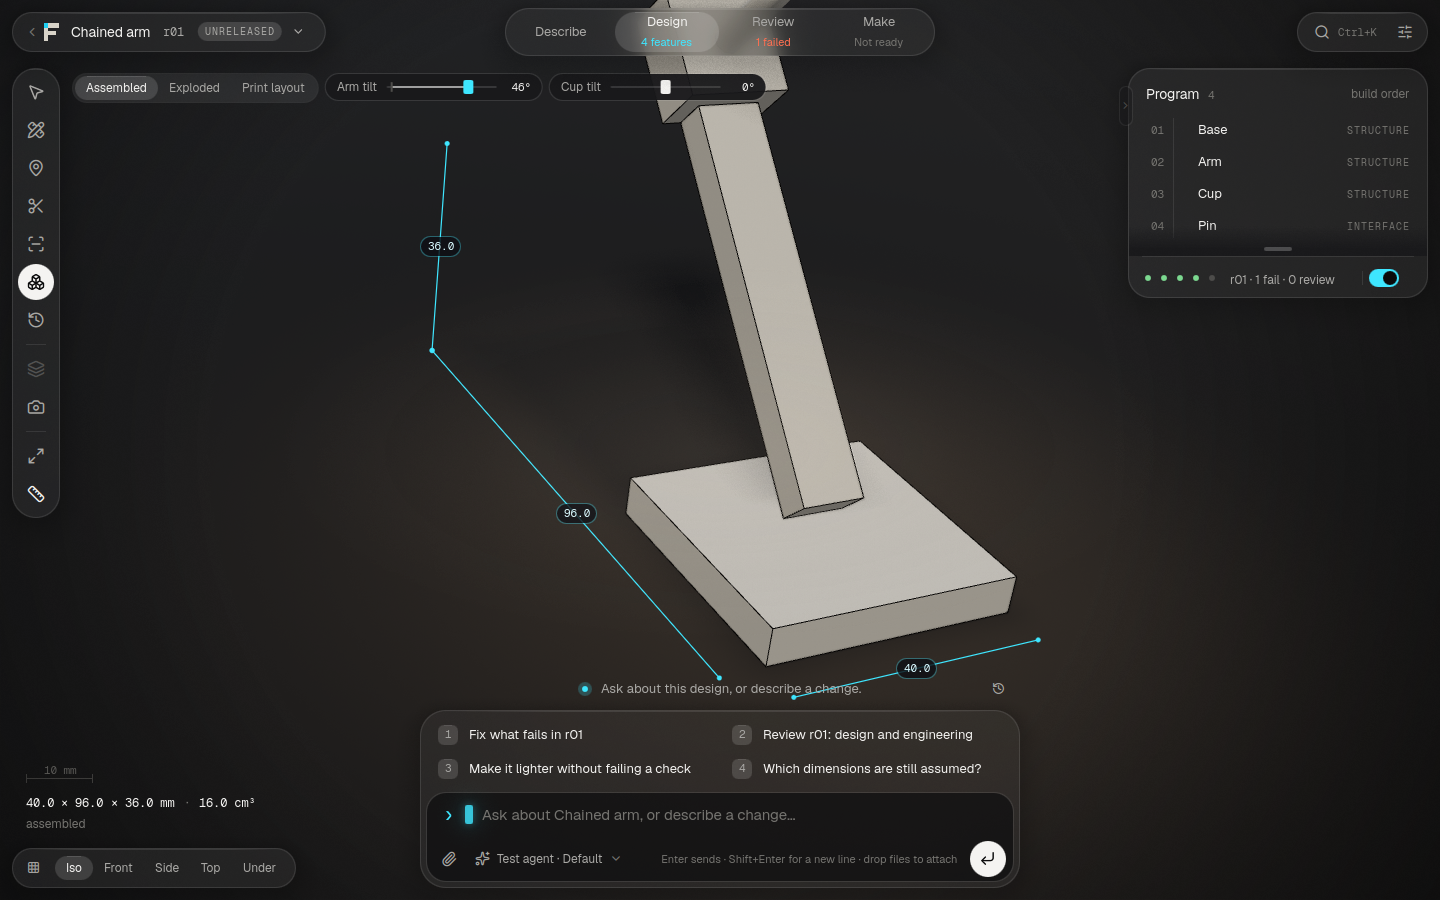 Chained arm r01 UNRELEASED
Describe
Design
4 features
Review
1 failed
Make
Not ready
Ctrl+K
Assembled Exploded Print layout
Arm tilt 46°
Cup tilt 0°
Program 4 build order
01 Base STRUCTURE
02 Arm STRUCTURE
03 Cup STRUCTURE
04 Pin INTERFACE
r01 · 1 fail · 0 review
36.0
96.0
40.0
Ask about this design, or describe a change.
1 Fix what fails in r01
2 Review r01: design and engineering
3 Make it lighter without failing a check
4 Which dimensions are still assumed?
Ask about Chained arm, or describe a change...
Test agent · Default
Enter sends · Shift+Enter for a new line · drop files to attach
10 mm
40.0 × 96.0 × 36.0 mm · 16.0 cm³
assembled
Iso Front Side Top Under